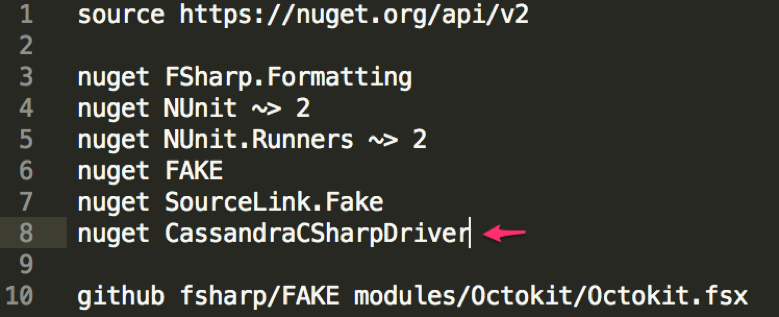 1 source https://nuget.org/api/v2
2
3 nuget FSharp.Formatting
4 nuget NUnit ~> 2
5 nuget NUnit.Runners ~> 2
6 nuget FAKE
7 nuget SourceLink.Fake
8 nuget CassandraCSharpDriver
9
10 github fsharp/FAKE modules/Octokit/Octokit.fsx